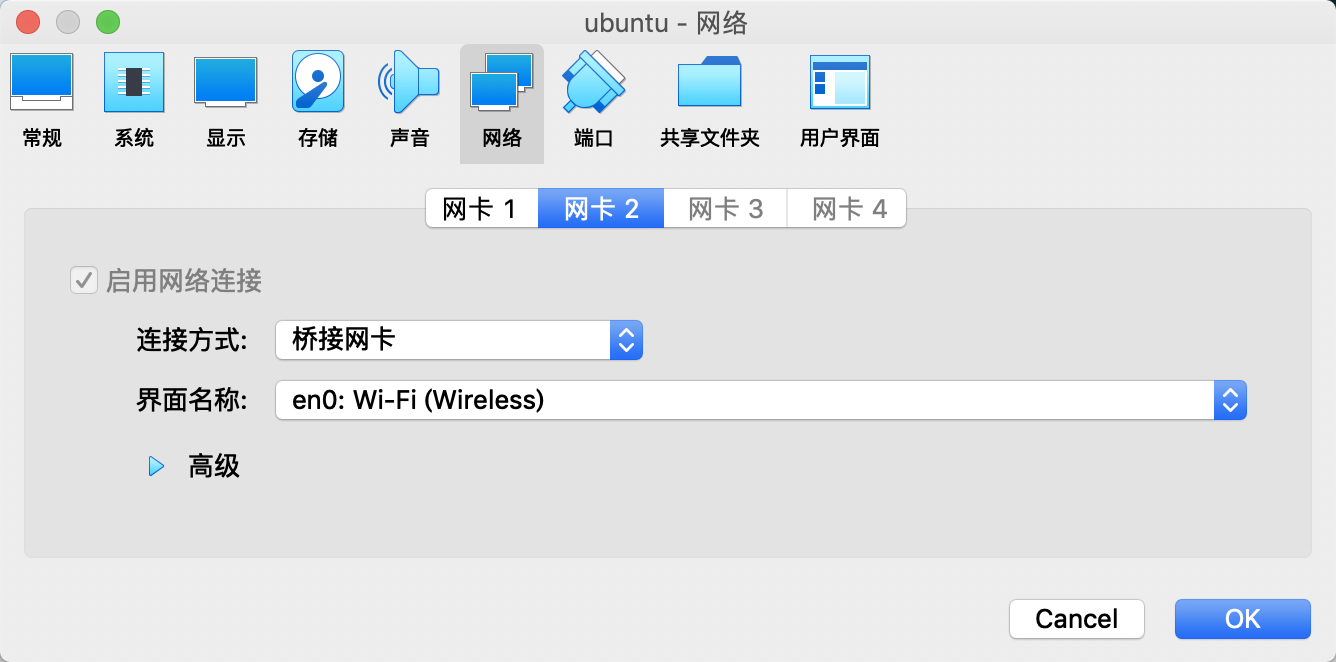 ubuntu - 网络
常规 系统 显示 存储 声音 网络 端口 共享文件夹 用户界面
网卡 1 网卡 2 网卡 3 网卡 4
启用网络连接
连接方式: 桥接网卡
界面名称: en0: Wi-Fi (Wireless)
高级
Cancel OK